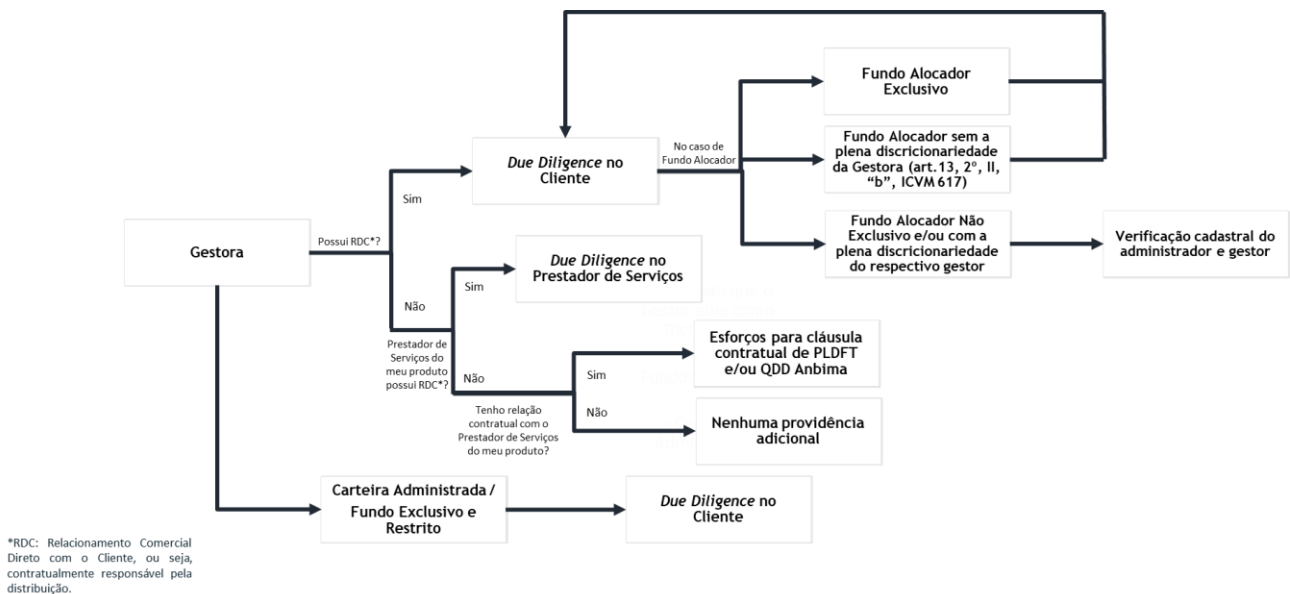 Fundo Alocador
Exclusivo
No caso de
Fundo Alocador
Due Diligence no
Cliente
Fundo Alocador sem a
plena discricionariedade
da Gestora (art.13, 2º, II,
“b”, ICVM 617)
Sim
Gestora
Possui RDC*?
Fundo Alocador Não
Exclusivo e/ou com a
plena discricionariedade
do respectivo gestor
Verificação cadastral do
administrador e gestor
Não
Prestador de
Serviços do
meu produto
possui RDC*?
Sim
Due Diligence no
Prestador de Serviços
Não
Tenho relação
contratual com o
Prestador de Serviços
do meu produto?
Sim
Esforços para cláusula
contratual de PLDFT
e/ou QDD Anbima
Não
Nenhuma providência
adicional
Carteira Administrada /
Fundo Exclusivo e
Restrito
Due Diligence no
Cliente
*RDC: Relacionamento Comercial
Direto com o Cliente, ou seja,
contratualmente responsável pela
distribuição.